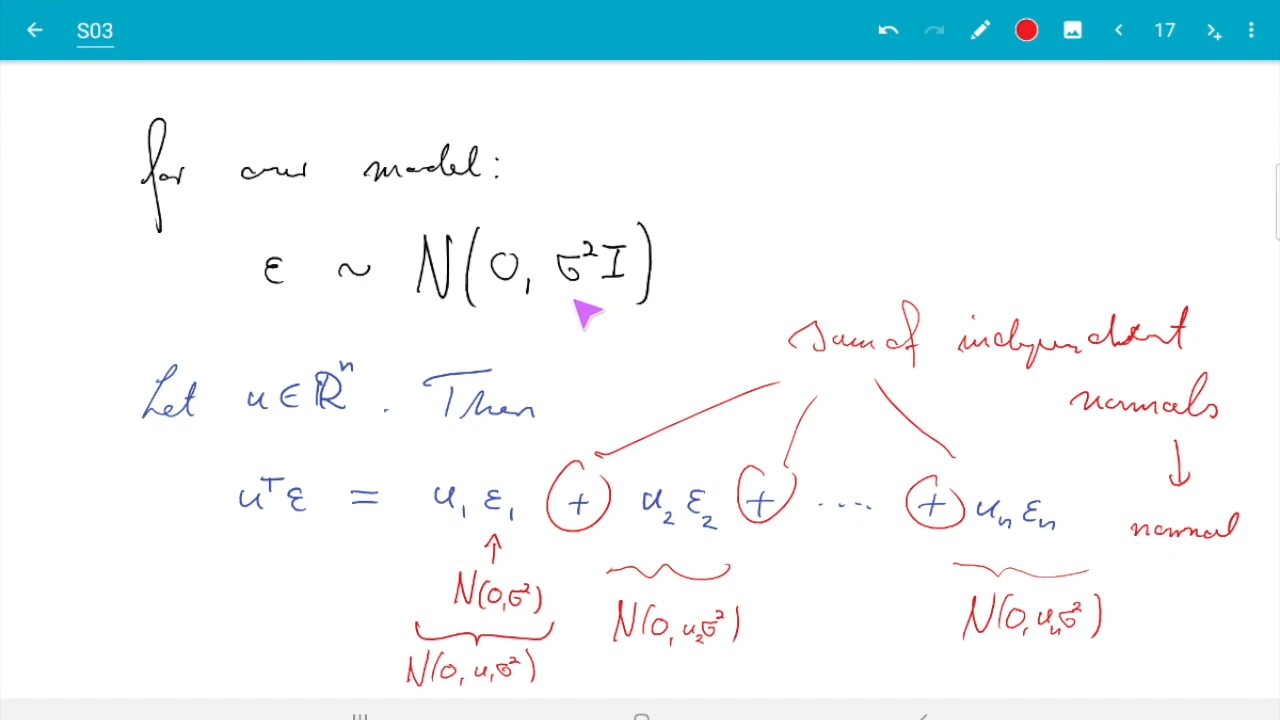 S03
17
for our model:
ε ~ N(0, σ²I)
sum of independent
normals
↓
normal
Let u ∈ ℝⁿ. Then
uᵀε = u₁ε₁ + u₂ε₂ + .... + uₙεₙ
↑
N(0,σ²)
N(0, u₁σ²)
N(0, u₂σ²)
N(0, uₙσ²)